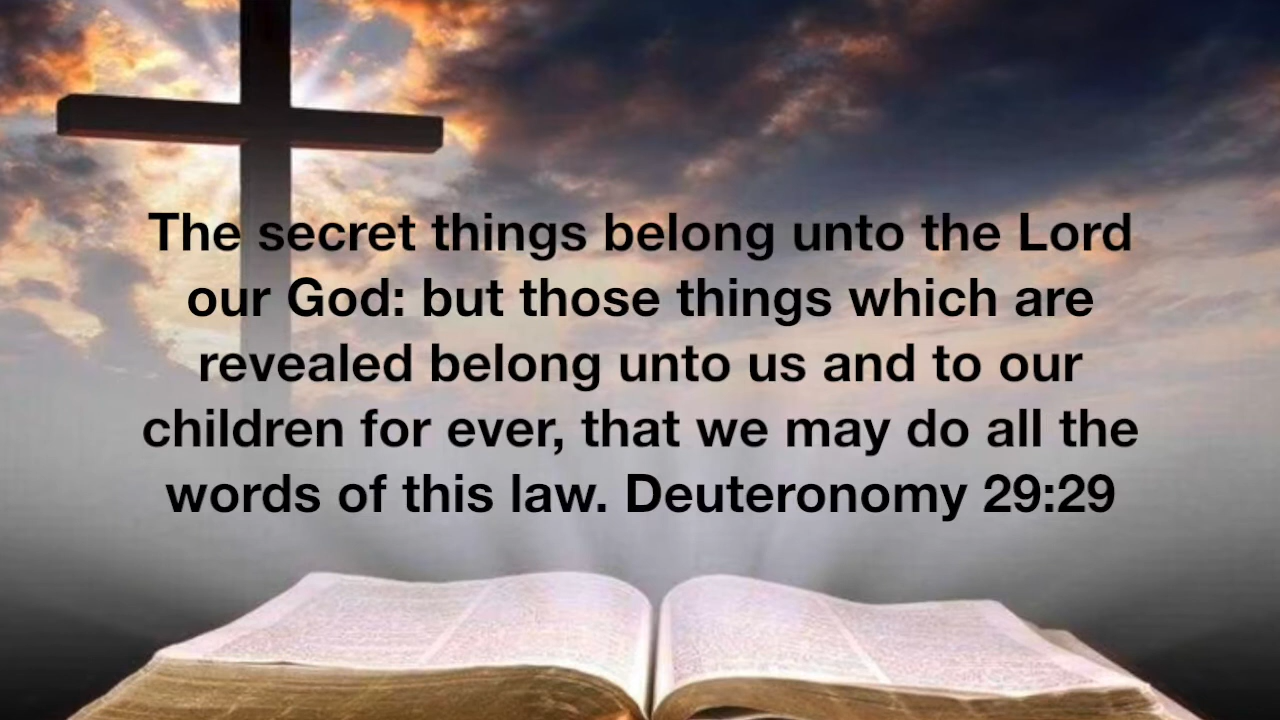 The secret things belong unto the Lord
our God: but those things which are
revealed belong unto us and to our
children for ever, that we may do all the
words of this law. Deuteronomy 29:29